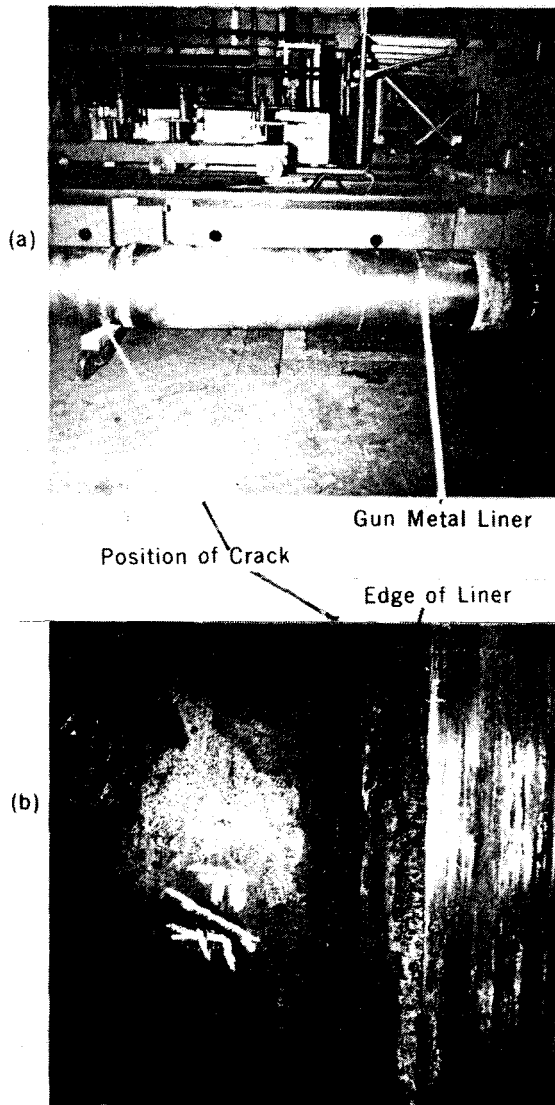 (a)
Gun Metal Liner
Position of Crack
Edge of Liner
(b)